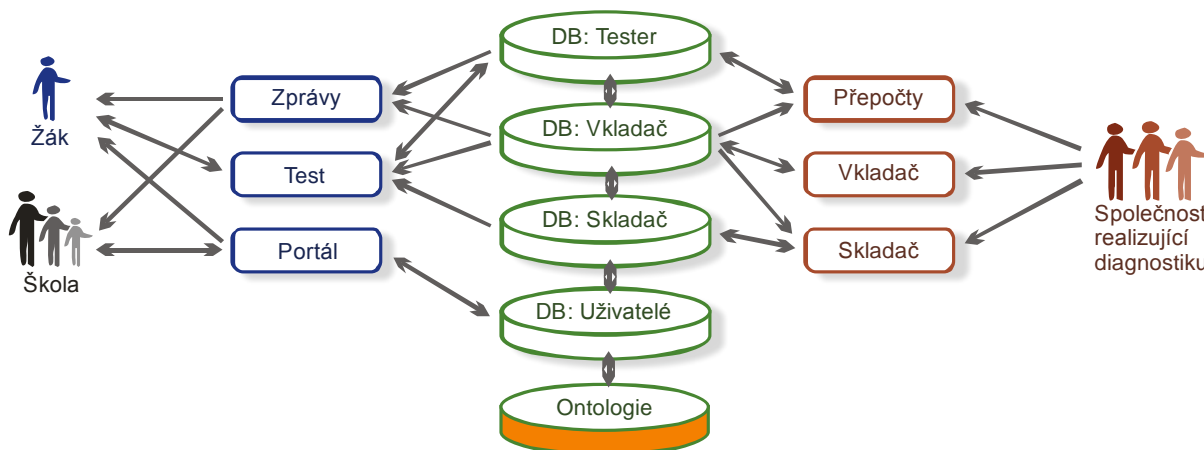 DB: Tester
Zprávy
Přepočty
Žák
DB: Vkladač
Test
Vkladač
Společnost
realizující
diagnostiku
DB: Skladač
Portál
Skladač
Škola
DB: Uživatelé
Ontologie